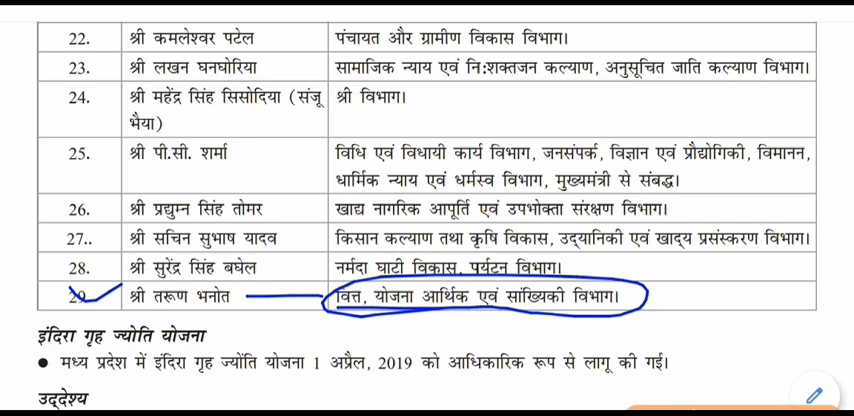 22. श्री कमलेश्वर पटेल पंचायत और ग्रामीण विकास विभाग।
23. श्री लखन घनघोरिया सामाजिक न्याय एवं नि:शक्तजन कल्याण, अनुसूचित जाति कल्याण विभाग।
24. श्री महेंद्र सिंह सिसोदिया (संजू श्री विभाग।
भैया)
25. श्री पी.सी. शर्मा विधि एवं विधायी कार्य विभाग, जनसंपर्क, विज्ञान एवं प्रौद्योगिकी, विमानन,
धार्मिक न्याय एवं धर्मस्व विभाग, मुख्यमंत्री से संबद्ध।
26. श्री प्रद्युम्न सिंह तोमर खाद्य नागरिक आपूर्ति एवं उपभोक्ता संरक्षण विभाग।
27.. श्री सचिन सुभाष यादव किसान कल्याण तथा कृषि विकास, उद्यानिकी एवं खाद्य प्रसंस्करण विभाग।
28. श्री सुरेंद्र सिंह बघेल नर्मदा घाटी विकास, पर्यटन विभाग।
29 श्री तरूण भनोत वित्त, योजना आर्थिक एवं सांख्यिकी विभाग।
इंदिरा गृह ज्योति योजना
● मध्य प्रदेश में इंदिरा गृह ज्योंति योजना 1 अप्रैल, 2019 को आधिकारिक रूप से लागू की गई।
उद्देश्य